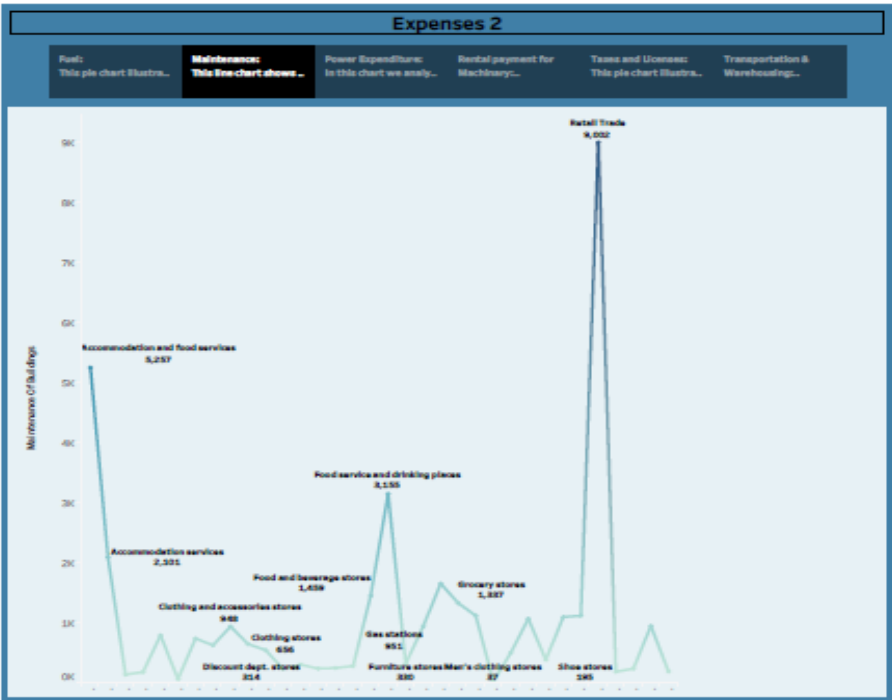 Expenses 2
Fuel:
This pie chart Illustra...
Maintenance:
This line chart shows ...
Power Expenditure:
In this chart we analy...
Rental payment for
Machinery:...
Taxes and Licenses:
This pie chart Illustra...
Transportation &
Warehousing:...
Retail Trade
9,002
9K
8K
7K
6K
Accommodation and food services
5,257
5K
Maintenance Of Buildings
4K
Food service and drinking places
3,155
3K
Accommodation services
2,101
2K
Food and beverage stores
1,459
Grocery stores
1,337
Clothing and accessories stores
948
1K
Gas stations
951
Clothing stores
656
Discount dept. stores
314
Furniture stores
330
Men's clothing stores
37
Shoe stores
195
0K